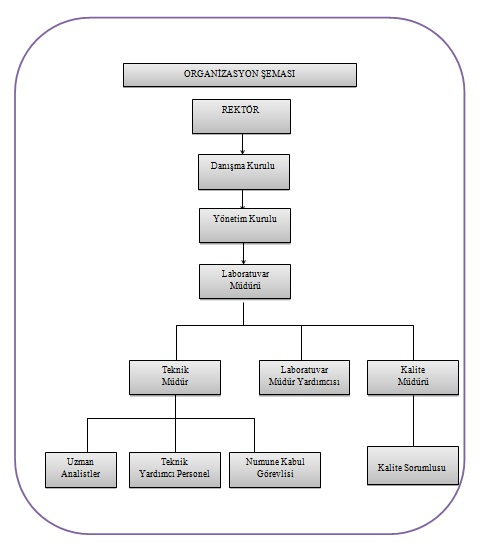 ORGANİZASYON ŞEMASI
REKTÖR
Danışma Kurulu
Yönetim Kurulu
Laboratuvar
Müdürü
Teknik
Müdür
Laboratuvar
Müdür Yardımcısı
Kalite
Müdürü
Uzman
Analistler
Teknik
Yardımcı Personel
Numune Kabul
Görevlisi
Kalite Sorumlusu